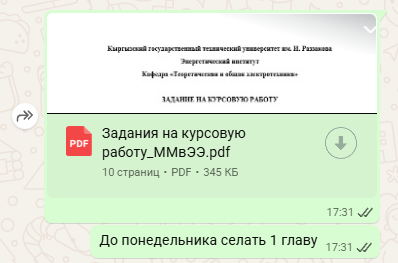 Кыргызский государственный технический университет им. И. Раззакова
Энергетический институт
Кафедра «Теоретическая и общая электротехника»
ЗАДАНИЕ НА КУРСОВУЮ РАБОТУ
PDF
Задания на курсовую
работу_ММвЭЭ.pdf
10 страниц • PDF • 345 КБ
17:31
До понедельника селать 1 главу 17:31